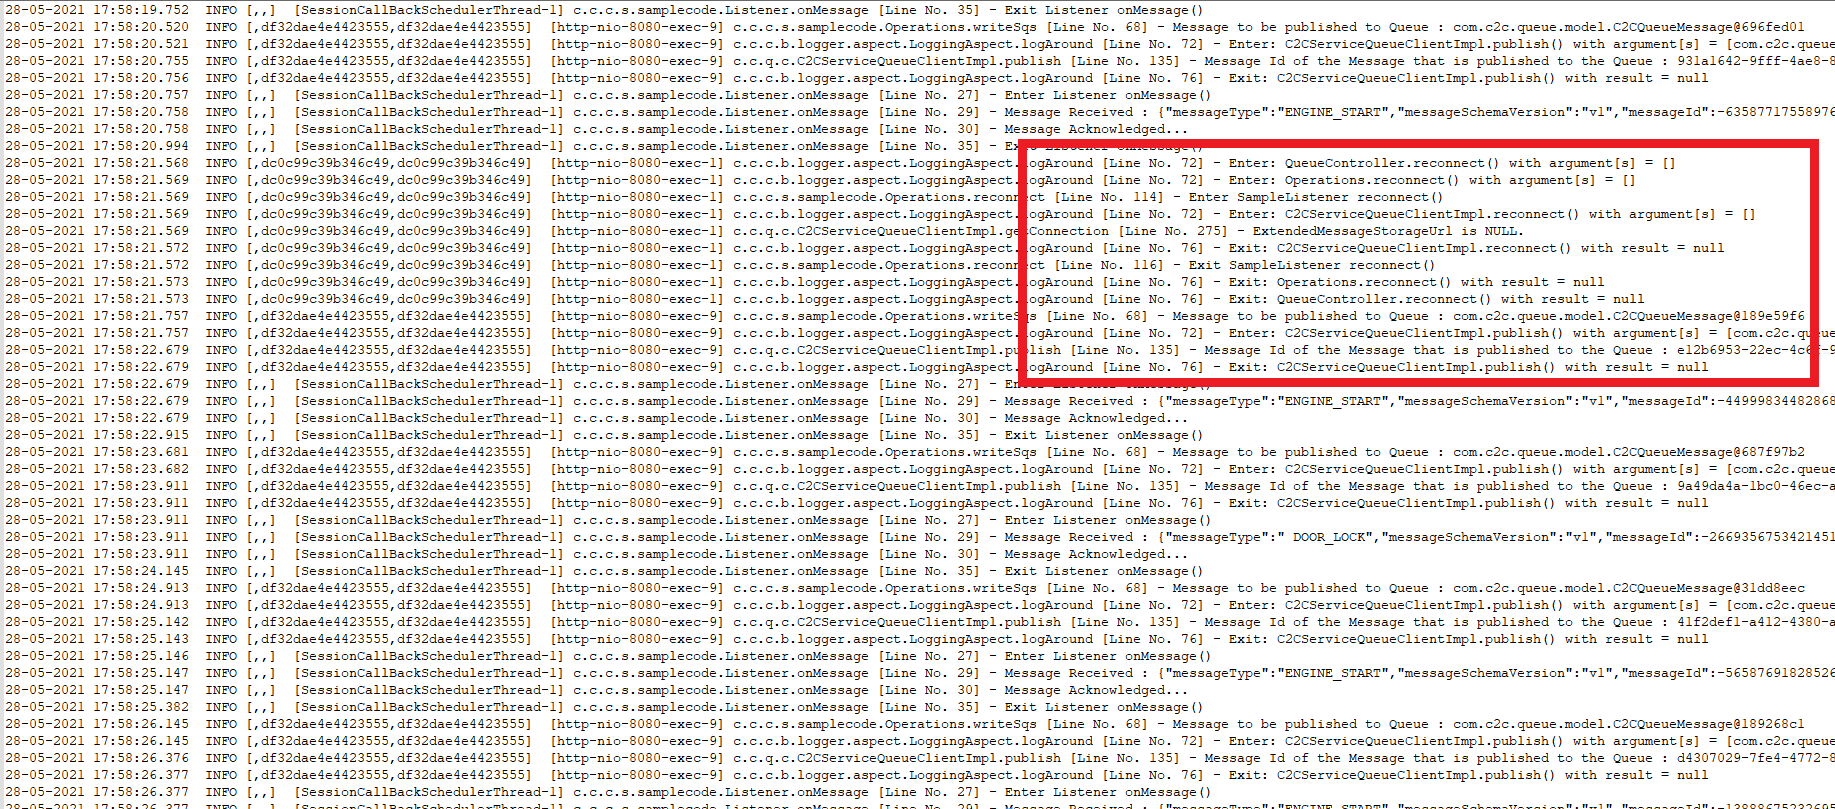 28-05-2021 17:58:19.752  INFO [,,]  [SessionCallBackSchedulerThread-1] c.c.c.s.samplecode.Listener.onMessage [Line No. 35] - Exit Listener onMessage()
28-05-2021 17:58:20.520  INFO [,df32dae4e4423555,df32dae4e4423555]  [http-nio-8080-exec-9] c.c.c.s.samplecode.Operations.writeSqs [Line No. 68] - Message to be published to Queue : com.c2c.queue.model.C2CQueueMessage@696fed01
28-05-2021 17:58:20.521  INFO [,df32dae4e4423555,df32dae4e4423555]  [http-nio-8080-exec-9] c.c.c.b.logger.aspect.LoggingAspect.logAround [Line No. 72] - Enter: C2CServiceQueueClientImpl.publish() with argument[s] = [com.c2c.queue
28-05-2021 17:58:20.755  INFO [,df32dae4e4423555,df32dae4e4423555]  [http-nio-8080-exec-9] c.c.q.c.C2CServiceQueueClientImpl.publish [Line No. 135] - Message Id of the Message that is published to the Queue : 931a1642-9fff-4ae8-8
28-05-2021 17:58:20.756  INFO [,df32dae4e4423555,df32dae4e4423555]  [http-nio-8080-exec-9] c.c.c.b.logger.aspect.LoggingAspect.logAround [Line No. 76] - Exit: C2CServiceQueueClientImpl.publish() with result = null
28-05-2021 17:58:20.757  INFO [,,]  [SessionCallBackSchedulerThread-1] c.c.c.s.samplecode.Listener.onMessage [Line No. 27] - Enter Listener onMessage()
28-05-2021 17:58:20.758  INFO [,,]  [SessionCallBackSchedulerThread-1] c.c.c.s.samplecode.Listener.onMessage [Line No. 29] - Message Received : {"messageType":"ENGINE_START","messageSchemaVersion":"v1","messageId":-63587717558976
28-05-2021 17:58:20.758  INFO [,,]  [SessionCallBackSchedulerThread-1] c.c.c.s.samplecode.Listener.onMessage [Line No. 30] - Message Acknowledged...
28-05-2021 17:58:20.994  INFO [,,]  [SessionCallBackSchedulerThread-1] c.c.c.s.samplecode.Listener.onMessage [Line No. 35] - Exit Listener onMessage()
28-05-2021 17:58:21.568  INFO [,dc0c99c39b346c49,dc0c99c39b346c49]  [http-nio-8080-exec-1] c.c.c.b.logger.aspect.LoggingAspect.logAround [Line No. 72] - Enter: QueueController.reconnect() with argument[s] = []
28-05-2021 17:58:21.569  INFO [,dc0c99c39b346c49,dc0c99c39b346c49]  [http-nio-8080-exec-1] c.c.c.b.logger.aspect.LoggingAspect.logAround [Line No. 72] - Enter: Operations.reconnect() with argument[s] = []
28-05-2021 17:58:21.569  INFO [,dc0c99c39b346c49,dc0c99c39b346c49]  [http-nio-8080-exec-1] c.c.c.s.samplecode.Operations.reconnect [Line No. 114] - Enter SampleListener reconnect()
28-05-2021 17:58:21.569  INFO [,dc0c99c39b346c49,dc0c99c39b346c49]  [http-nio-8080-exec-1] c.c.c.b.logger.aspect.LoggingAspect.logAround [Line No. 72] - Enter: C2CServiceQueueClientImpl.reconnect() with argument[s] = []
28-05-2021 17:58:21.569  INFO [,dc0c99c39b346c49,dc0c99c39b346c49]  [http-nio-8080-exec-1] c.c.q.c.C2CServiceQueueClientImpl.getConnection [Line No. 275] - ExtendedMessageStorageUrl is NULL.
28-05-2021 17:58:21.572  INFO [,dc0c99c39b346c49,dc0c99c39b346c49]  [http-nio-8080-exec-1] c.c.c.b.logger.aspect.LoggingAspect.logAround [Line No. 76] - Exit: C2CServiceQueueClientImpl.reconnect() with result = null
28-05-2021 17:58:21.572  INFO [,dc0c99c39b346c49,dc0c99c39b346c49]  [http-nio-8080-exec-1] c.c.c.s.samplecode.Operations.reconnect [Line No. 116] - Exit SampleListener reconnect()
28-05-2021 17:58:21.573  INFO [,dc0c99c39b346c49,dc0c99c39b346c49]  [http-nio-8080-exec-1] c.c.c.b.logger.aspect.LoggingAspect.logAround [Line No. 76] - Exit: Operations.reconnect() with result = null
28-05-2021 17:58:21.573  INFO [,dc0c99c39b346c49,dc0c99c39b346c49]  [http-nio-8080-exec-1] c.c.c.b.logger.aspect.LoggingAspect.logAround [Line No. 76] - Exit: QueueController.reconnect() with result = null
28-05-2021 17:58:21.757  INFO [,df32dae4e4423555,df32dae4e4423555]  [http-nio-8080-exec-9] c.c.c.s.samplecode.Operations.writeSqs [Line No. 68] - Message to be published to Queue : com.c2c.queue.model.C2CQueueMessage@189e59f6
28-05-2021 17:58:21.757  INFO [,df32dae4e4423555,df32dae4e4423555]  [http-nio-8080-exec-9] c.c.c.b.logger.aspect.LoggingAspect.logAround [Line No. 72] - Enter: C2CServiceQueueClientImpl.publish() with argument[s] = [com.c2c.queue
28-05-2021 17:58:22.679  INFO [,df32dae4e4423555,df32dae4e4423555]  [http-nio-8080-exec-9] c.c.q.c.C2CServiceQueueClientImpl.publish [Line No. 135] - Message Id of the Message that is published to the Queue : e12b6953-22ec-4c6f-9
28-05-2021 17:58:22.679  INFO [,df32dae4e4423555,df32dae4e4423555]  [http-nio-8080-exec-9] c.c.c.b.logger.aspect.LoggingAspect.logAround [Line No. 76] - Exit: C2CServiceQueueClientImpl.publish() with result = null
28-05-2021 17:58:22.679  INFO [,,]  [SessionCallBackSchedulerThread-1] c.c.c.s.samplecode.Listener.onMessage [Line No. 27] - Enter Listener onMessage()
28-05-2021 17:58:22.679  INFO [,,]  [SessionCallBackSchedulerThread-1] c.c.c.s.samplecode.Listener.onMessage [Line No. 29] - Message Received : {"messageType":"ENGINE_START","messageSchemaVersion":"v1","messageId":-44999834482868
28-05-2021 17:58:22.679  INFO [,,]  [SessionCallBackSchedulerThread-1] c.c.c.s.samplecode.Listener.onMessage [Line No. 30] - Message Acknowledged...
28-05-2021 17:58:22.915  INFO [,,]  [SessionCallBackSchedulerThread-1] c.c.c.s.samplecode.Listener.onMessage [Line No. 35] - Exit Listener onMessage()
28-05-2021 17:58:23.681  INFO [,df32dae4e4423555,df32dae4e4423555]  [http-nio-8080-exec-9] c.c.c.s.samplecode.Operations.writeSqs [Line No. 68] - Message to be published to Queue : com.c2c.queue.model.C2CQueueMessage@687f97b2
28-05-2021 17:58:23.682  INFO [,df32dae4e4423555,df32dae4e4423555]  [http-nio-8080-exec-9] c.c.c.b.logger.aspect.LoggingAspect.logAround [Line No. 72] - Enter: C2CServiceQueueClientImpl.publish() with argument[s] = [com.c2c.queue
28-05-2021 17:58:23.911  INFO [,df32dae4e4423555,df32dae4e4423555]  [http-nio-8080-exec-9] c.c.q.c.C2CServiceQueueClientImpl.publish [Line No. 135] - Message Id of the Message that is published to the Queue : 9a49da4a-1bc0-46ec-a
28-05-2021 17:58:23.911  INFO [,df32dae4e4423555,df32dae4e4423555]  [http-nio-8080-exec-9] c.c.c.b.logger.aspect.LoggingAspect.logAround [Line No. 76] - Exit: C2CServiceQueueClientImpl.publish() with result = null
28-05-2021 17:58:23.911  INFO [,,]  [SessionCallBackSchedulerThread-1] c.c.c.s.samplecode.Listener.onMessage [Line No. 27] - Enter Listener onMessage()
28-05-2021 17:58:23.911  INFO [,,]  [SessionCallBackSchedulerThread-1] c.c.c.s.samplecode.Listener.onMessage [Line No. 29] - Message Received : {"messageType":" DOOR_LOCK","messageSchemaVersion":"v1","messageId":-2669356753421451
28-05-2021 17:58:23.911  INFO [,,]  [SessionCallBackSchedulerThread-1] c.c.c.s.samplecode.Listener.onMessage [Line No. 30] - Message Acknowledged...
28-05-2021 17:58:24.145  INFO [,,]  [SessionCallBackSchedulerThread-1] c.c.c.s.samplecode.Listener.onMessage [Line No. 35] - Exit Listener onMessage()
28-05-2021 17:58:24.913  INFO [,df32dae4e4423555,df32dae4e4423555]  [http-nio-8080-exec-9] c.c.c.s.samplecode.Operations.writeSqs [Line No. 68] - Message to be published to Queue : com.c2c.queue.model.C2CQueueMessage@31dd8eec
28-05-2021 17:58:24.913  INFO [,df32dae4e4423555,df32dae4e4423555]  [http-nio-8080-exec-9] c.c.c.b.logger.aspect.LoggingAspect.logAround [Line No. 72] - Enter: C2CServiceQueueClientImpl.publish() with argument[s] = [com.c2c.queue
28-05-2021 17:58:25.142  INFO [,df32dae4e4423555,df32dae4e4423555]  [http-nio-8080-exec-9] c.c.q.c.C2CServiceQueueClientImpl.publish [Line No. 135] - Message Id of the Message that is published to the Queue : 41f2def1-a412-4380-a
28-05-2021 17:58:25.143  INFO [,df32dae4e4423555,df32dae4e4423555]  [http-nio-8080-exec-9] c.c.c.b.logger.aspect.LoggingAspect.logAround [Line No. 76] - Exit: C2CServiceQueueClientImpl.publish() with result = null
28-05-2021 17:58:25.146  INFO [,,]  [SessionCallBackSchedulerThread-1] c.c.c.s.samplecode.Listener.onMessage [Line No. 27] - Enter Listener onMessage()
28-05-2021 17:58:25.147  INFO [,,]  [SessionCallBackSchedulerThread-1] c.c.c.s.samplecode.Listener.onMessage [Line No. 29] - Message Received : {"messageType":"ENGINE_START","messageSchemaVersion":"v1","messageId":-56587691828526
28-05-2021 17:58:25.147  INFO [,,]  [SessionCallBackSchedulerThread-1] c.c.c.s.samplecode.Listener.onMessage [Line No. 30] - Message Acknowledged...
28-05-2021 17:58:25.382  INFO [,,]  [SessionCallBackSchedulerThread-1] c.c.c.s.samplecode.Listener.onMessage [Line No. 35] - Exit Listener onMessage()
28-05-2021 17:58:26.145  INFO [,df32dae4e4423555,df32dae4e4423555]  [http-nio-8080-exec-9] c.c.c.s.samplecode.Operations.writeSqs [Line No. 68] - Message to be published to Queue : com.c2c.queue.model.C2CQueueMessage@189268c1
28-05-2021 17:58:26.145  INFO [,df32dae4e4423555,df32dae4e4423555]  [http-nio-8080-exec-9] c.c.c.b.logger.aspect.LoggingAspect.logAround [Line No. 72] - Enter: C2CServiceQueueClientImpl.publish() with argument[s] = [com.c2c.queue
28-05-2021 17:58:26.376  INFO [,df32dae4e4423555,df32dae4e4423555]  [http-nio-8080-exec-9] c.c.q.c.C2CServiceQueueClientImpl.publish [Line No. 135] - Message Id of the Message that is published to the Queue : d4307029-7fe4-4772-8
28-05-2021 17:58:26.377  INFO [,df32dae4e4423555,df32dae4e4423555]  [http-nio-8080-exec-9] c.c.c.b.logger.aspect.LoggingAspect.logAround [Line No. 76] - Exit: C2CServiceQueueClientImpl.publish() with result = null
28-05-2021 17:58:26.377  INFO [,,]  [SessionCallBackSchedulerThread-1] c.c.c.s.samplecode.Listener.onMessage [Line No. 27] - Enter Listener onMessage()